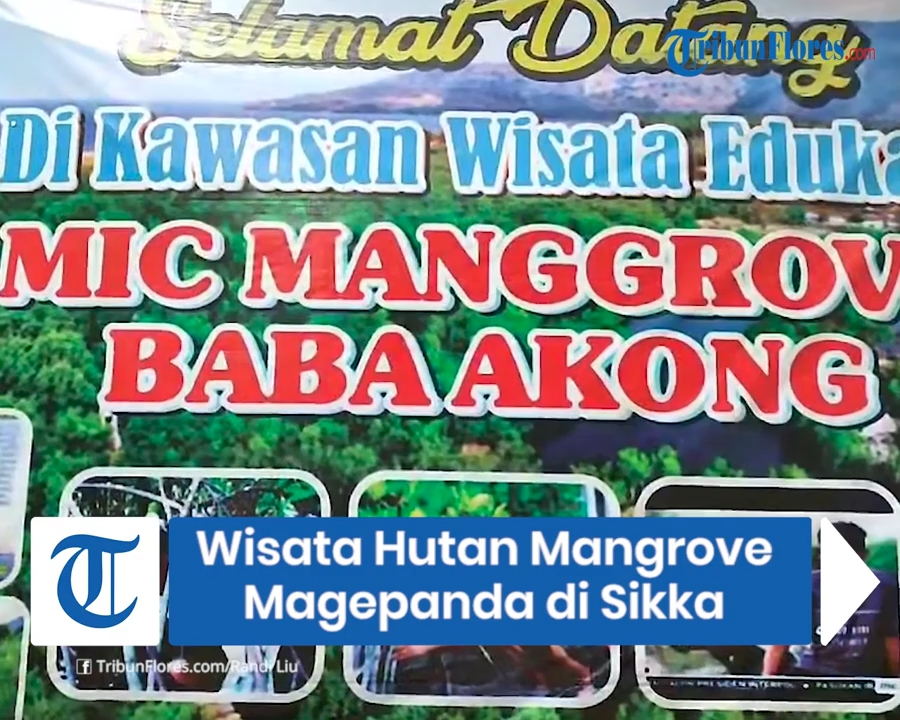 Selamat Datang
TribunFlores.com
Di Kawasan Wisata Eduka
MIC MANGGROV
BABA AKONG
T
Wisata Hutan Mangrove
Magepanda di Sikka
f TribunFlores.com/Randi Liu